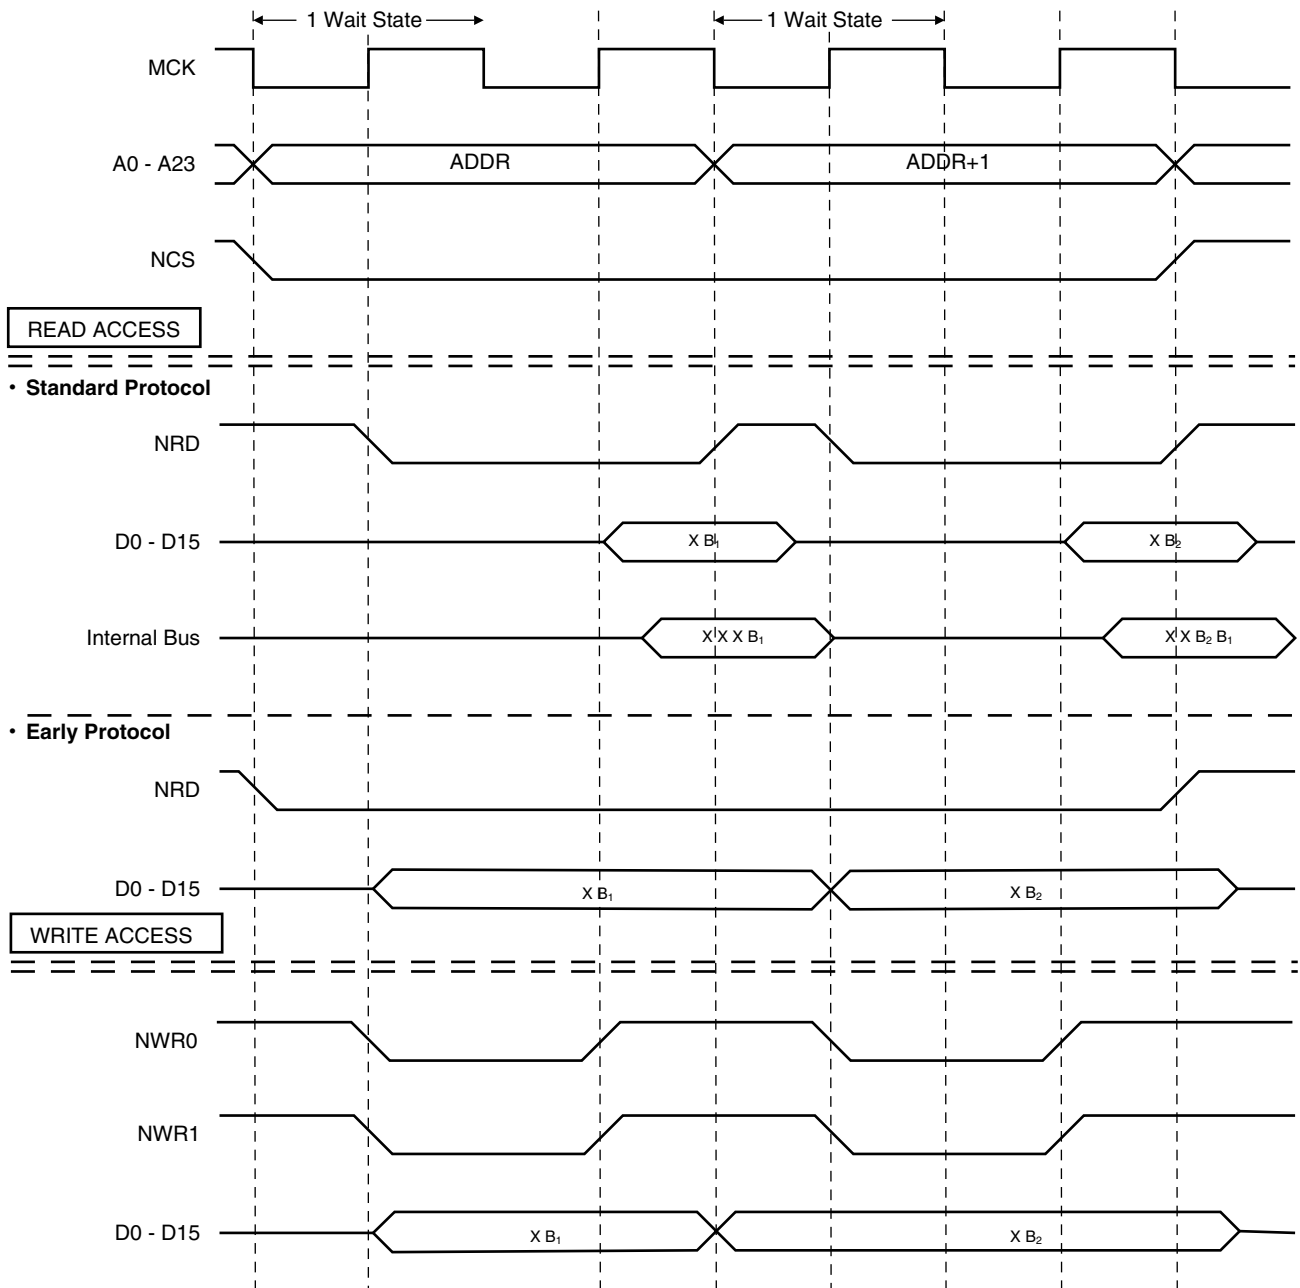 1 Wait State 1 Wait State
MCK
A0 - A23 ADDR ADDR+1
NCS
READ ACCESS
• Standard Protocol
NRD
D0 - D15 X B₁ X B₂
Internal Bus X X X B₁ X X B₂ B₁
• Early Protocol
NRD
D0 - D15 X B₁ X B₂
WRITE ACCESS
NWR0
NWR1
D0 - D15 X B₁ X B₂